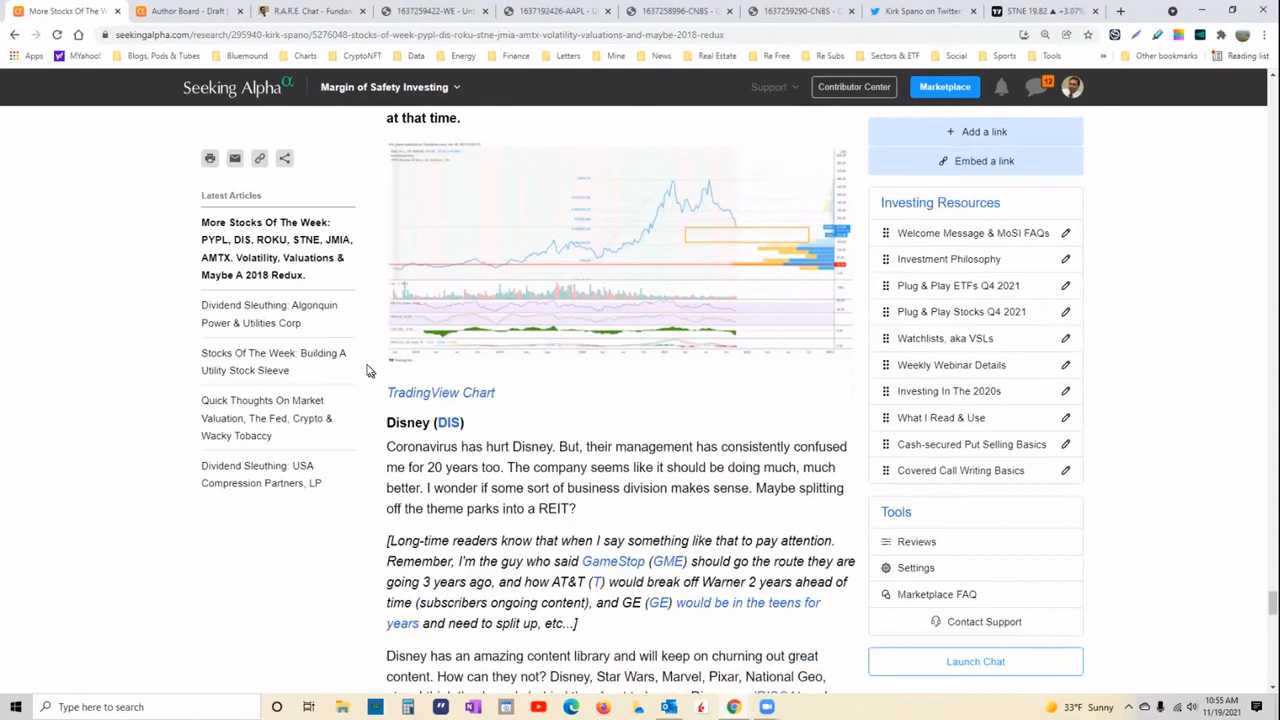 More Stocks Of The W
Author Board - Draft
R.A.R.E. Chat - Fundac
1637259422-WE - Unt
1637192426-AAPL - U
1637258996-CNBS - U
1637259290-CNBS - C
Kirk Spano on Twitter
STNE 19.82 ▲ +3.07%
seekingalpha.com/research/295940-kirk-spano/5276048-stocks-of-week-pypl-dis-roku-stne-jmia-amtx-volatility-valuations-and-maybe-2018-redux
Apps
MYahoo!
Blogs, Pods & Tubes
Bluemound
Charts
CryptoNFT
Data
Economy
Finance
Letters
Mine
Real
Re Free
Re Subs
Sectors & ETF
Social
Sports
Tools
»
Other bookmarks
Reading list
Seeking Alpha α
Margin of Safety Investing
Support
Contributor Center
Marketplace
12
at that time.
Latest Articles
More Stocks Of The Week:
PYPL, DIS, ROKU, STNE, JMIA,
AMTX. Volatility, Valuations &
Maybe A 2018 Redux.
Dividend Sleuthing: Algonquin
Power & Utilities Corp
Stocks Of The Week: Building A
Utility Stock Sleeve
Quick Thoughts On Market
Valuation, The Fed, Crypto &
Wacky Tobaccy
Dividend Sleuthing: USA
Compression Partners, LP
TradingView
TradingView Chart
Disney (DIS)
Coronavirus has hurt Disney. But, their management has consistently confused
me for 20 years too. The company seems like it should be doing much, much
better. I wonder if some sort of business division makes sense. Maybe splitting
off the theme parks into a REIT?
[Long-time readers know that when I say something like that to pay attention.
Remember, I'm the guy who said GameStop (GME) should go the route they are
going 3 years ago, and how AT&T (T) would break off Warner 2 years ahead of
time (subscribers ongoing content), and GE (GE) would be in the teens for
years and need to split up, etc...]
Disney has an amazing content library and will keep on churning out great
content. How can they not? Disney, Star Wars, Marvel, Pixar, National Geo,
+ Add a link
Embed a link
Investing Resources
Welcome Message & MoSI FAQs
Investment Philosophy
Plug & Play ETFs Q4 2021
Plug & Play Stocks Q4 2021
Watchlists, aka VSLs
Weekly Webinar Details
Investing In The 2020s
What I Read & Use
Cash-secured Put Selling Basics
Covered Call Writing Basics
Tools
Reviews
Settings
Marketplace FAQ
Contact Support
Launch Chat
Type here to search
33°F Sunny
10:55 AM
11/19/2021